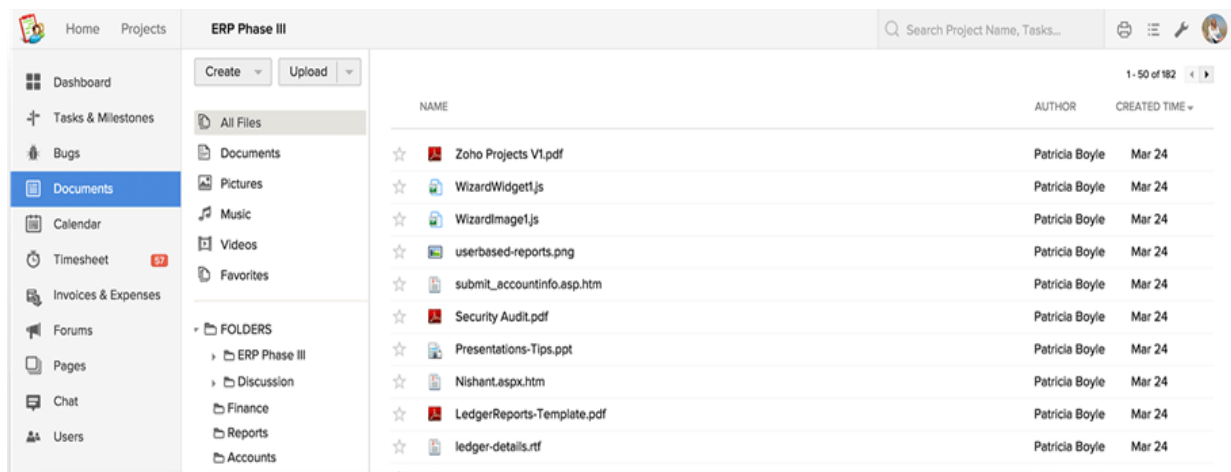 Home Projects ERP Phase III Search Project Name, Tasks...
Dashboard
Tasks & Milestones
Bugs
Documents
Calendar
Timesheet 57
Invoices & Expenses
Forums
Pages
Chat
Users
Create Upload
All Files
Documents
Pictures
Music
Videos
Favorites
FOLDERS
ERP Phase III
Discussion
Finance
Reports
Accounts
1 - 50 of 182
NAME AUTHOR CREATED TIME
Zoho Projects V1.pdf Patricia Boyle Mar 24
WizardWidget1.js Patricia Boyle Mar 24
WizardImage1.js Patricia Boyle Mar 24
userbased-reports.png Patricia Boyle Mar 24
submit_accountinfo.asp.htm Patricia Boyle Mar 24
Security Audit.pdf Patricia Boyle Mar 24
Presentations-Tips.ppt Patricia Boyle Mar 24
Nishant.aspx.htm Patricia Boyle Mar 24
LedgerReports-Template.pdf Patricia Boyle Mar 24
ledger-details.rtf Patricia Boyle Mar 24